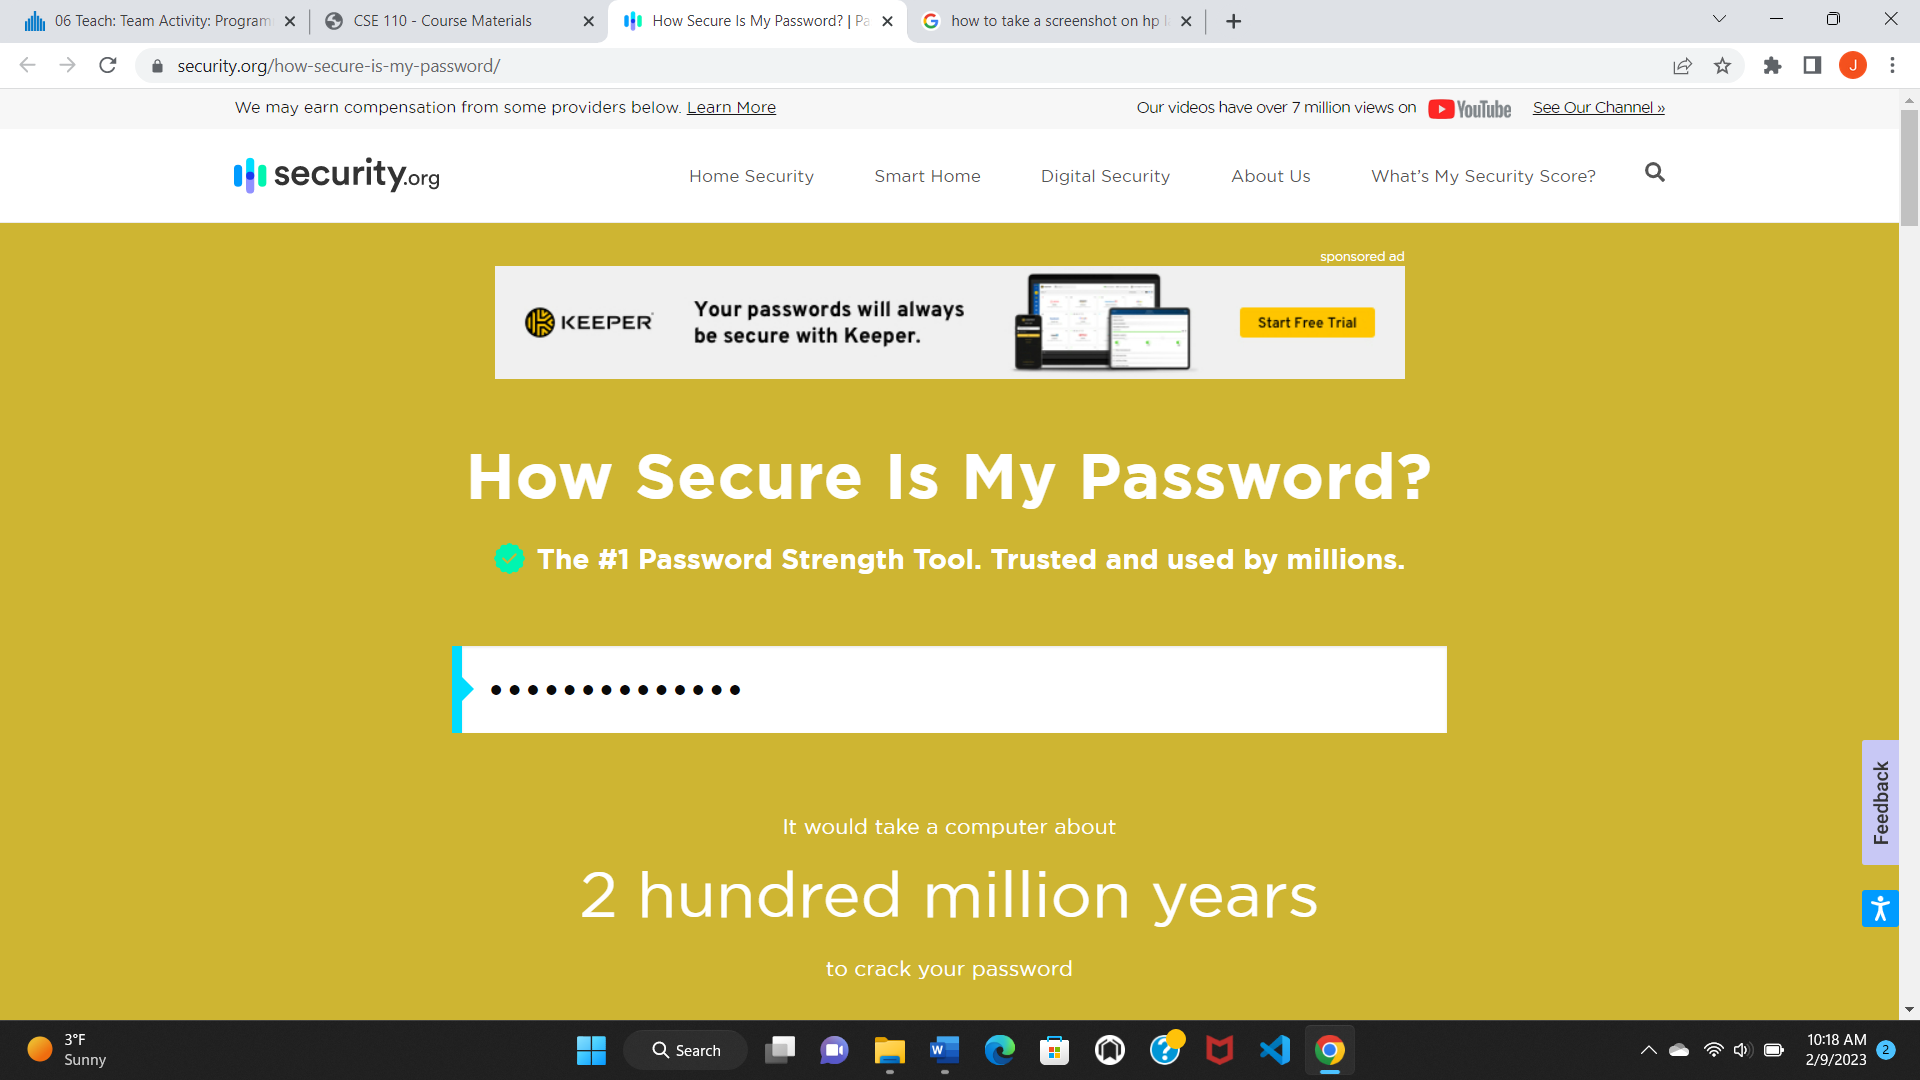 06 Teach: Team Activity: Program
CSE 110 - Course Materials
How Secure Is My Password? | Pa
how to take a screenshot on hp l
J
security.org/how-secure-is-my-password/
We may earn compensation from some providers below. Learn More
Our videos have over 7 million views on YouTube See Our Channel »
security.org
Home Security
Smart Home
Digital Security
About Us
What's My Security Score?
sponsored ad
KEEPER
Your passwords will always
be secure with Keeper.
Start Free Trial
How Secure Is My Password?
The #1 Password Strength Tool. Trusted and used by millions.
••••••••••••••
Feedback
It would take a computer about
2 hundred million years
to crack your password
3°F
Sunny
Search
10:18 AM
2/9/2023
2